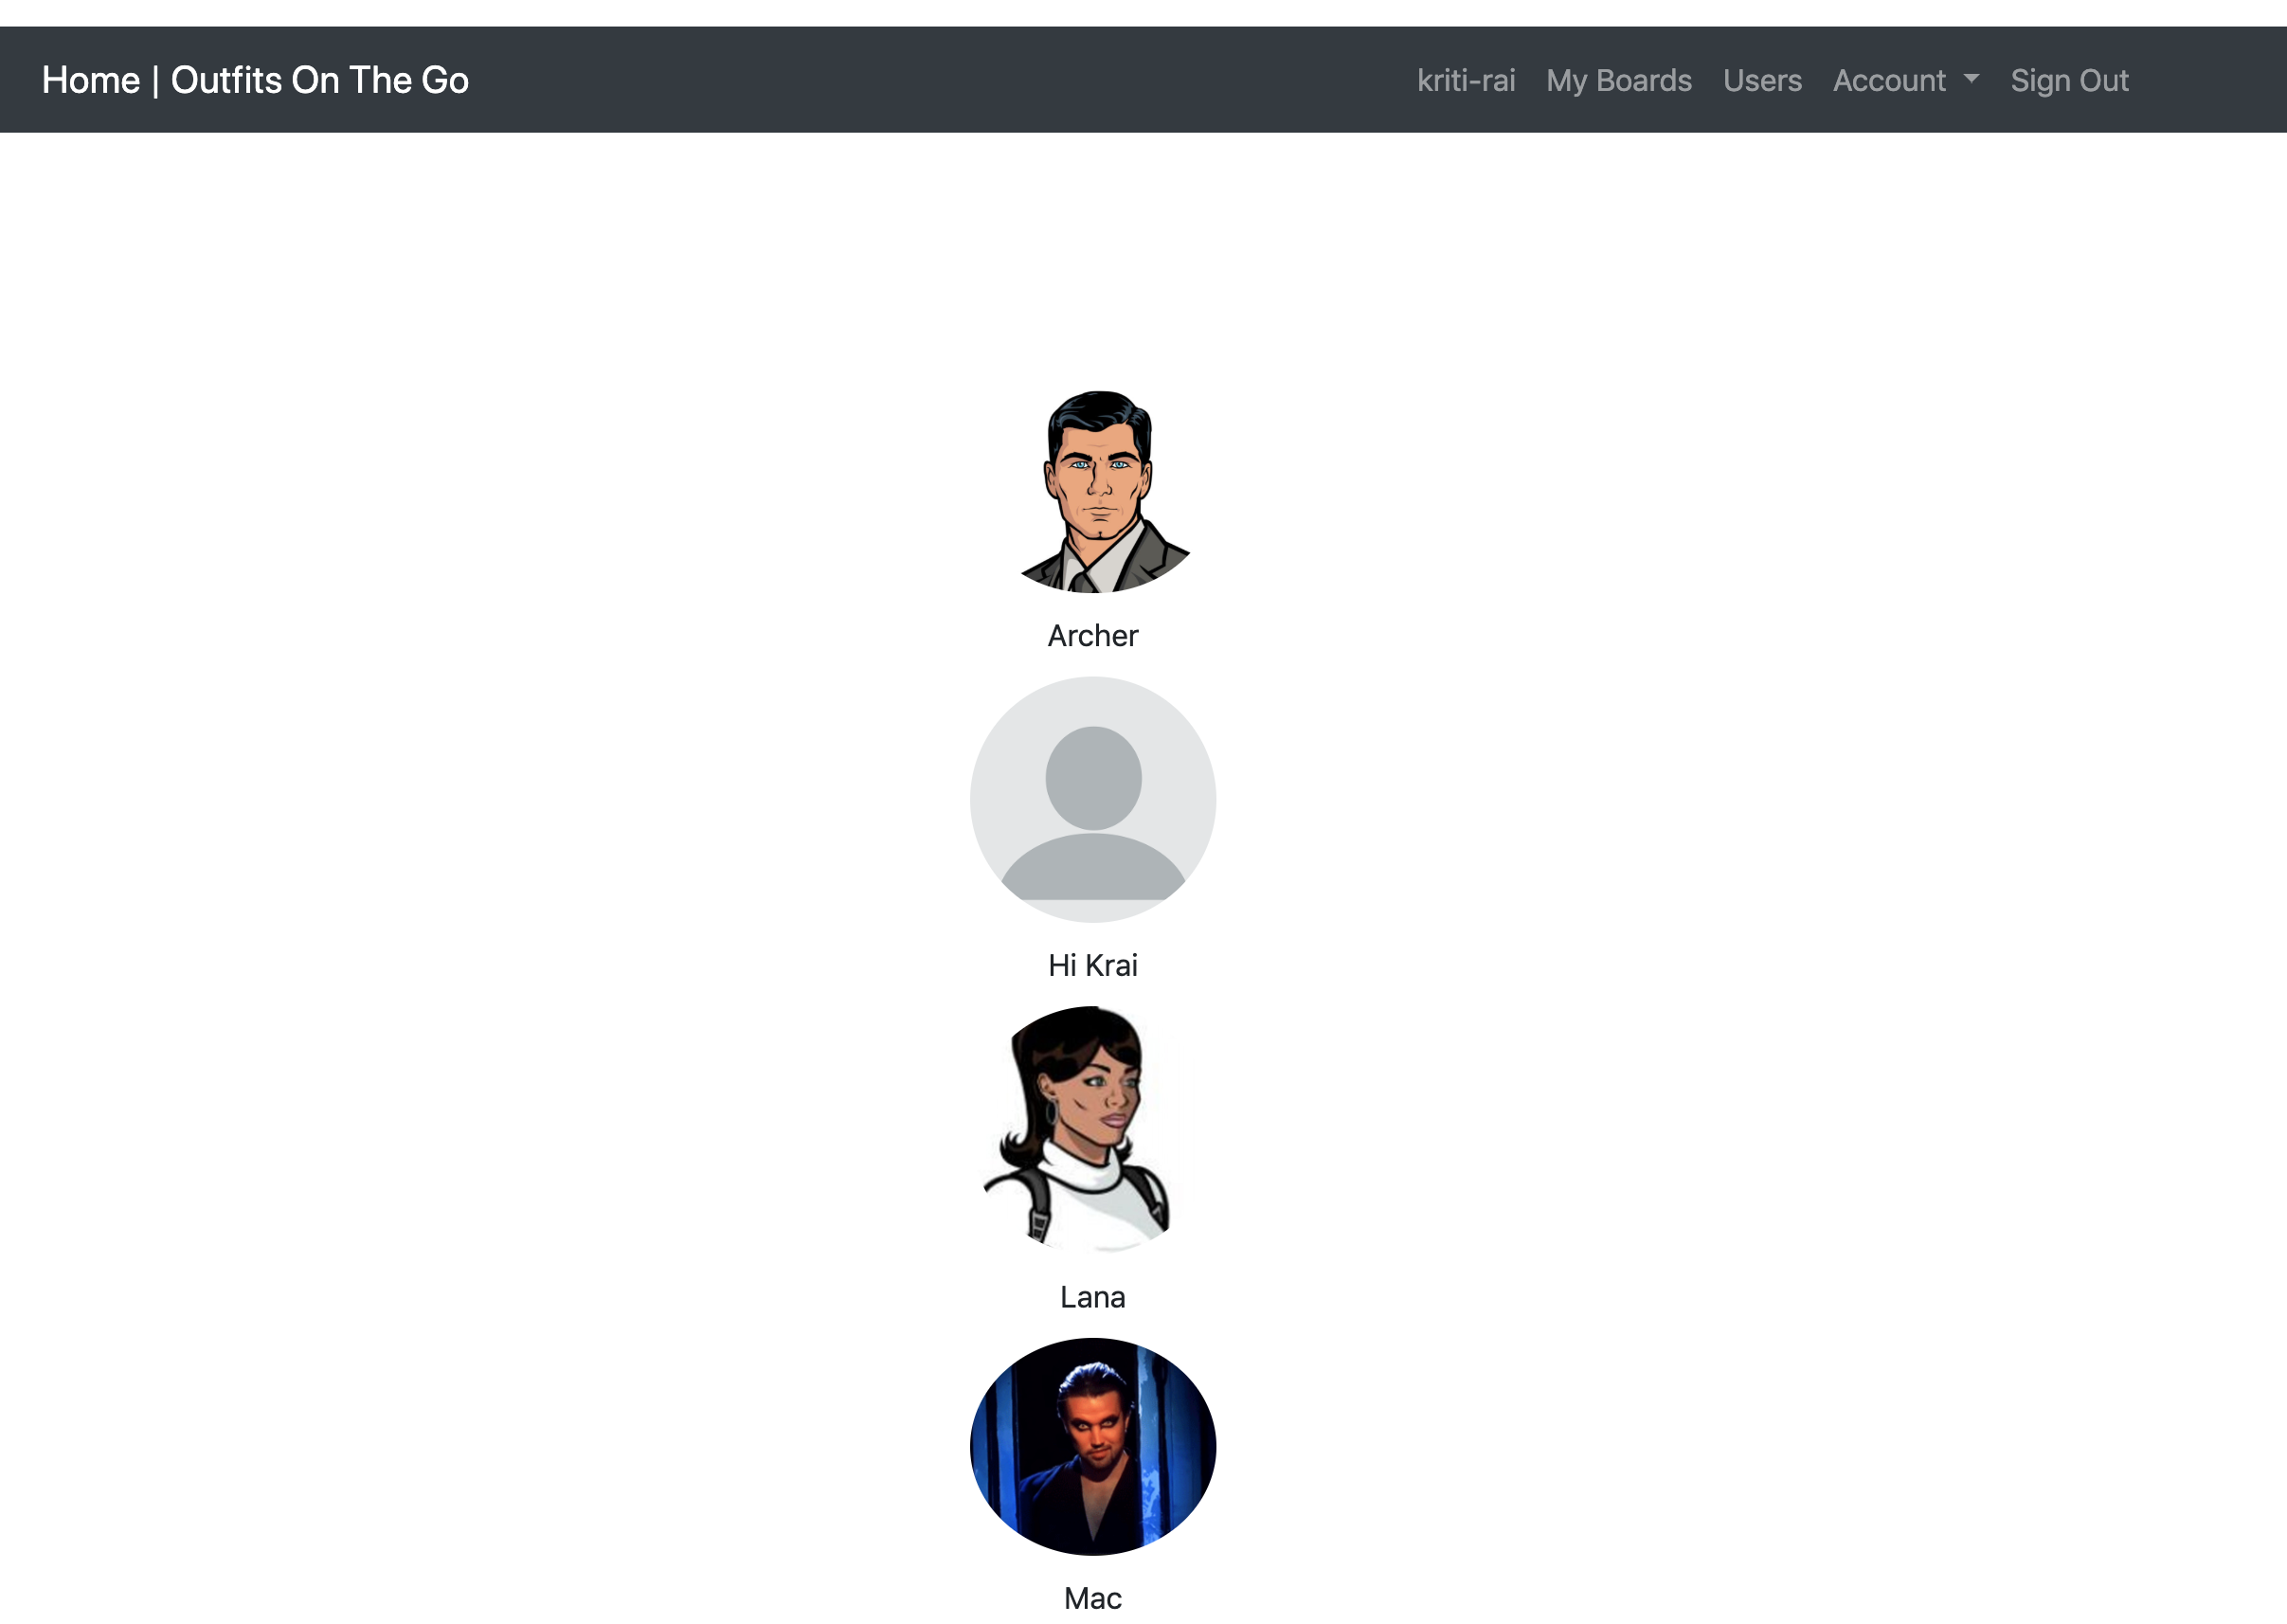 Home | Outfits On The Go kriti-rai My Boards Users Account Sign Out
Archer
Hi Krai
Lana
Mac